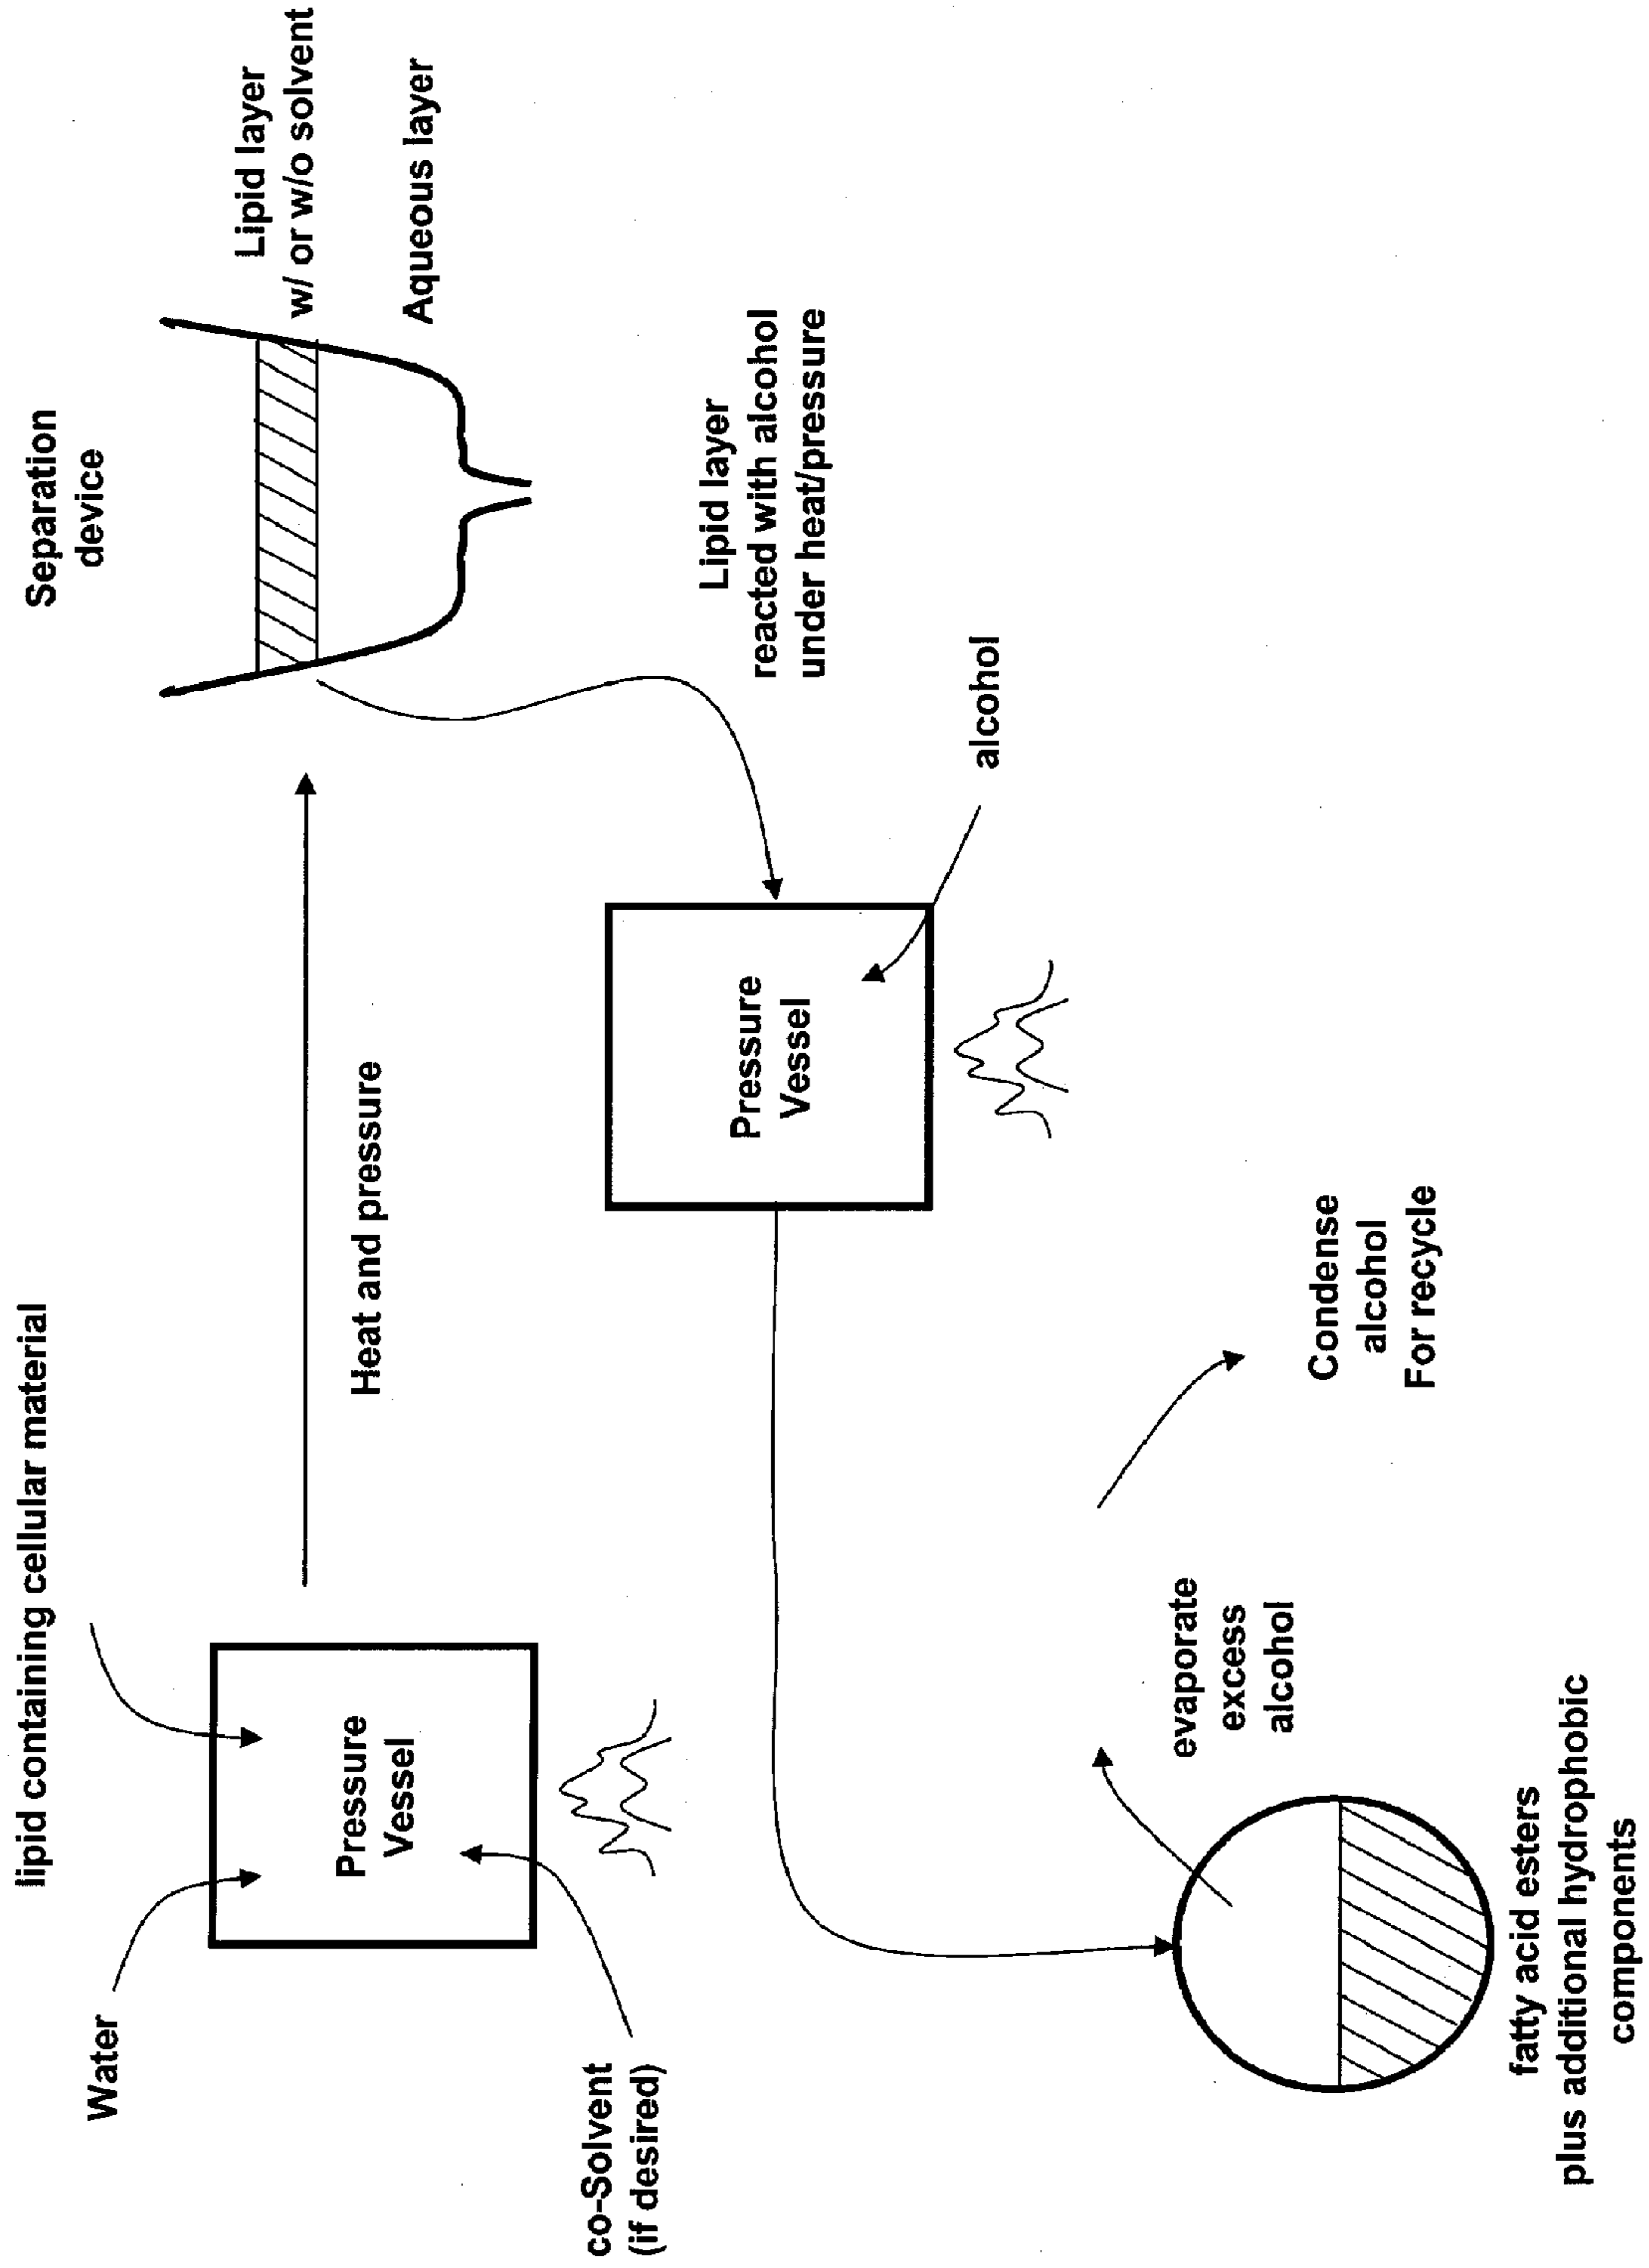 lipid containing cellular material
Water
Pressure
Vessel
co-Solvent
(if desired)
Heat and pressure
Separation
device
Lipid layer
w/ or w/o solvent
Aqueous layer
Lipid layer
reacted with alcohol
under heat/pressure
alcohol
Pressure
Vessel
evaporate
excess
alcohol
Condense
alcohol
For recycle
fatty acid esters
plus additional hydrophobic
components